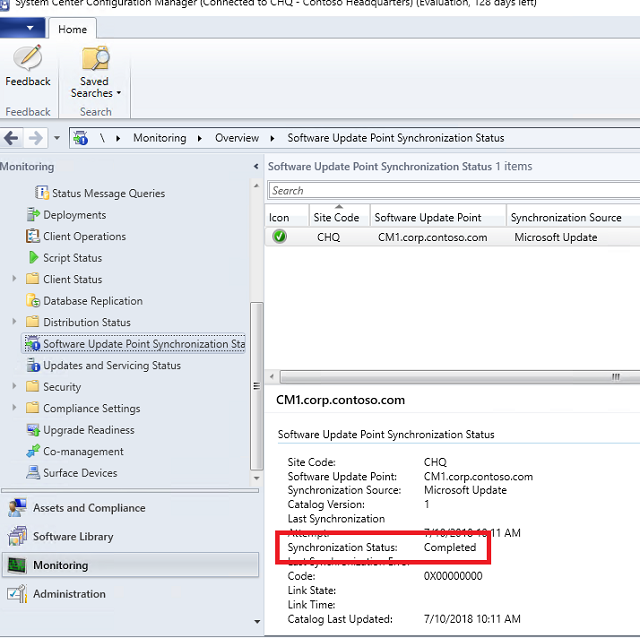 System Center Configuration Manager (Connected to CHQ - Contoso Headquarters) (Evaluation, 128 days left)
Home
Feedback
Saved
Searches
Feedback
Search
\ Monitoring Overview Software Update Point Synchronization Status
Monitoring
Status Message Queries
Deployments
Client Operations
Script Status
Client Status
Database Replication
Distribution Status
Software Update Point Synchronization Sta
Updates and Servicing Status
Security
Compliance Settings
Upgrade Readiness
Co-management
Surface Devices
Assets and Compliance
Software Library
Monitoring
Administration
Software Update Point Synchronization Status 1 items
Search
Icon Site Code Software Update Point Synchronization Source
CHQ CM1.corp.contoso.com Microsoft Update
CM1.corp.contoso.com
Software Update Point Synchronization Status
Site Code: CHQ
Software Update Point: CM1.corp.contoso.com
Synchronization Source: Microsoft Update
Catalog Version: 1
Last Synchronization
Attempt: 7/10/2018 10:11 AM
Synchronization Status: Completed
Last Synchronization Error
Code: 0X00000000
Link State:
Link Time:
Catalog Last Updated: 7/10/2018 10:11 AM